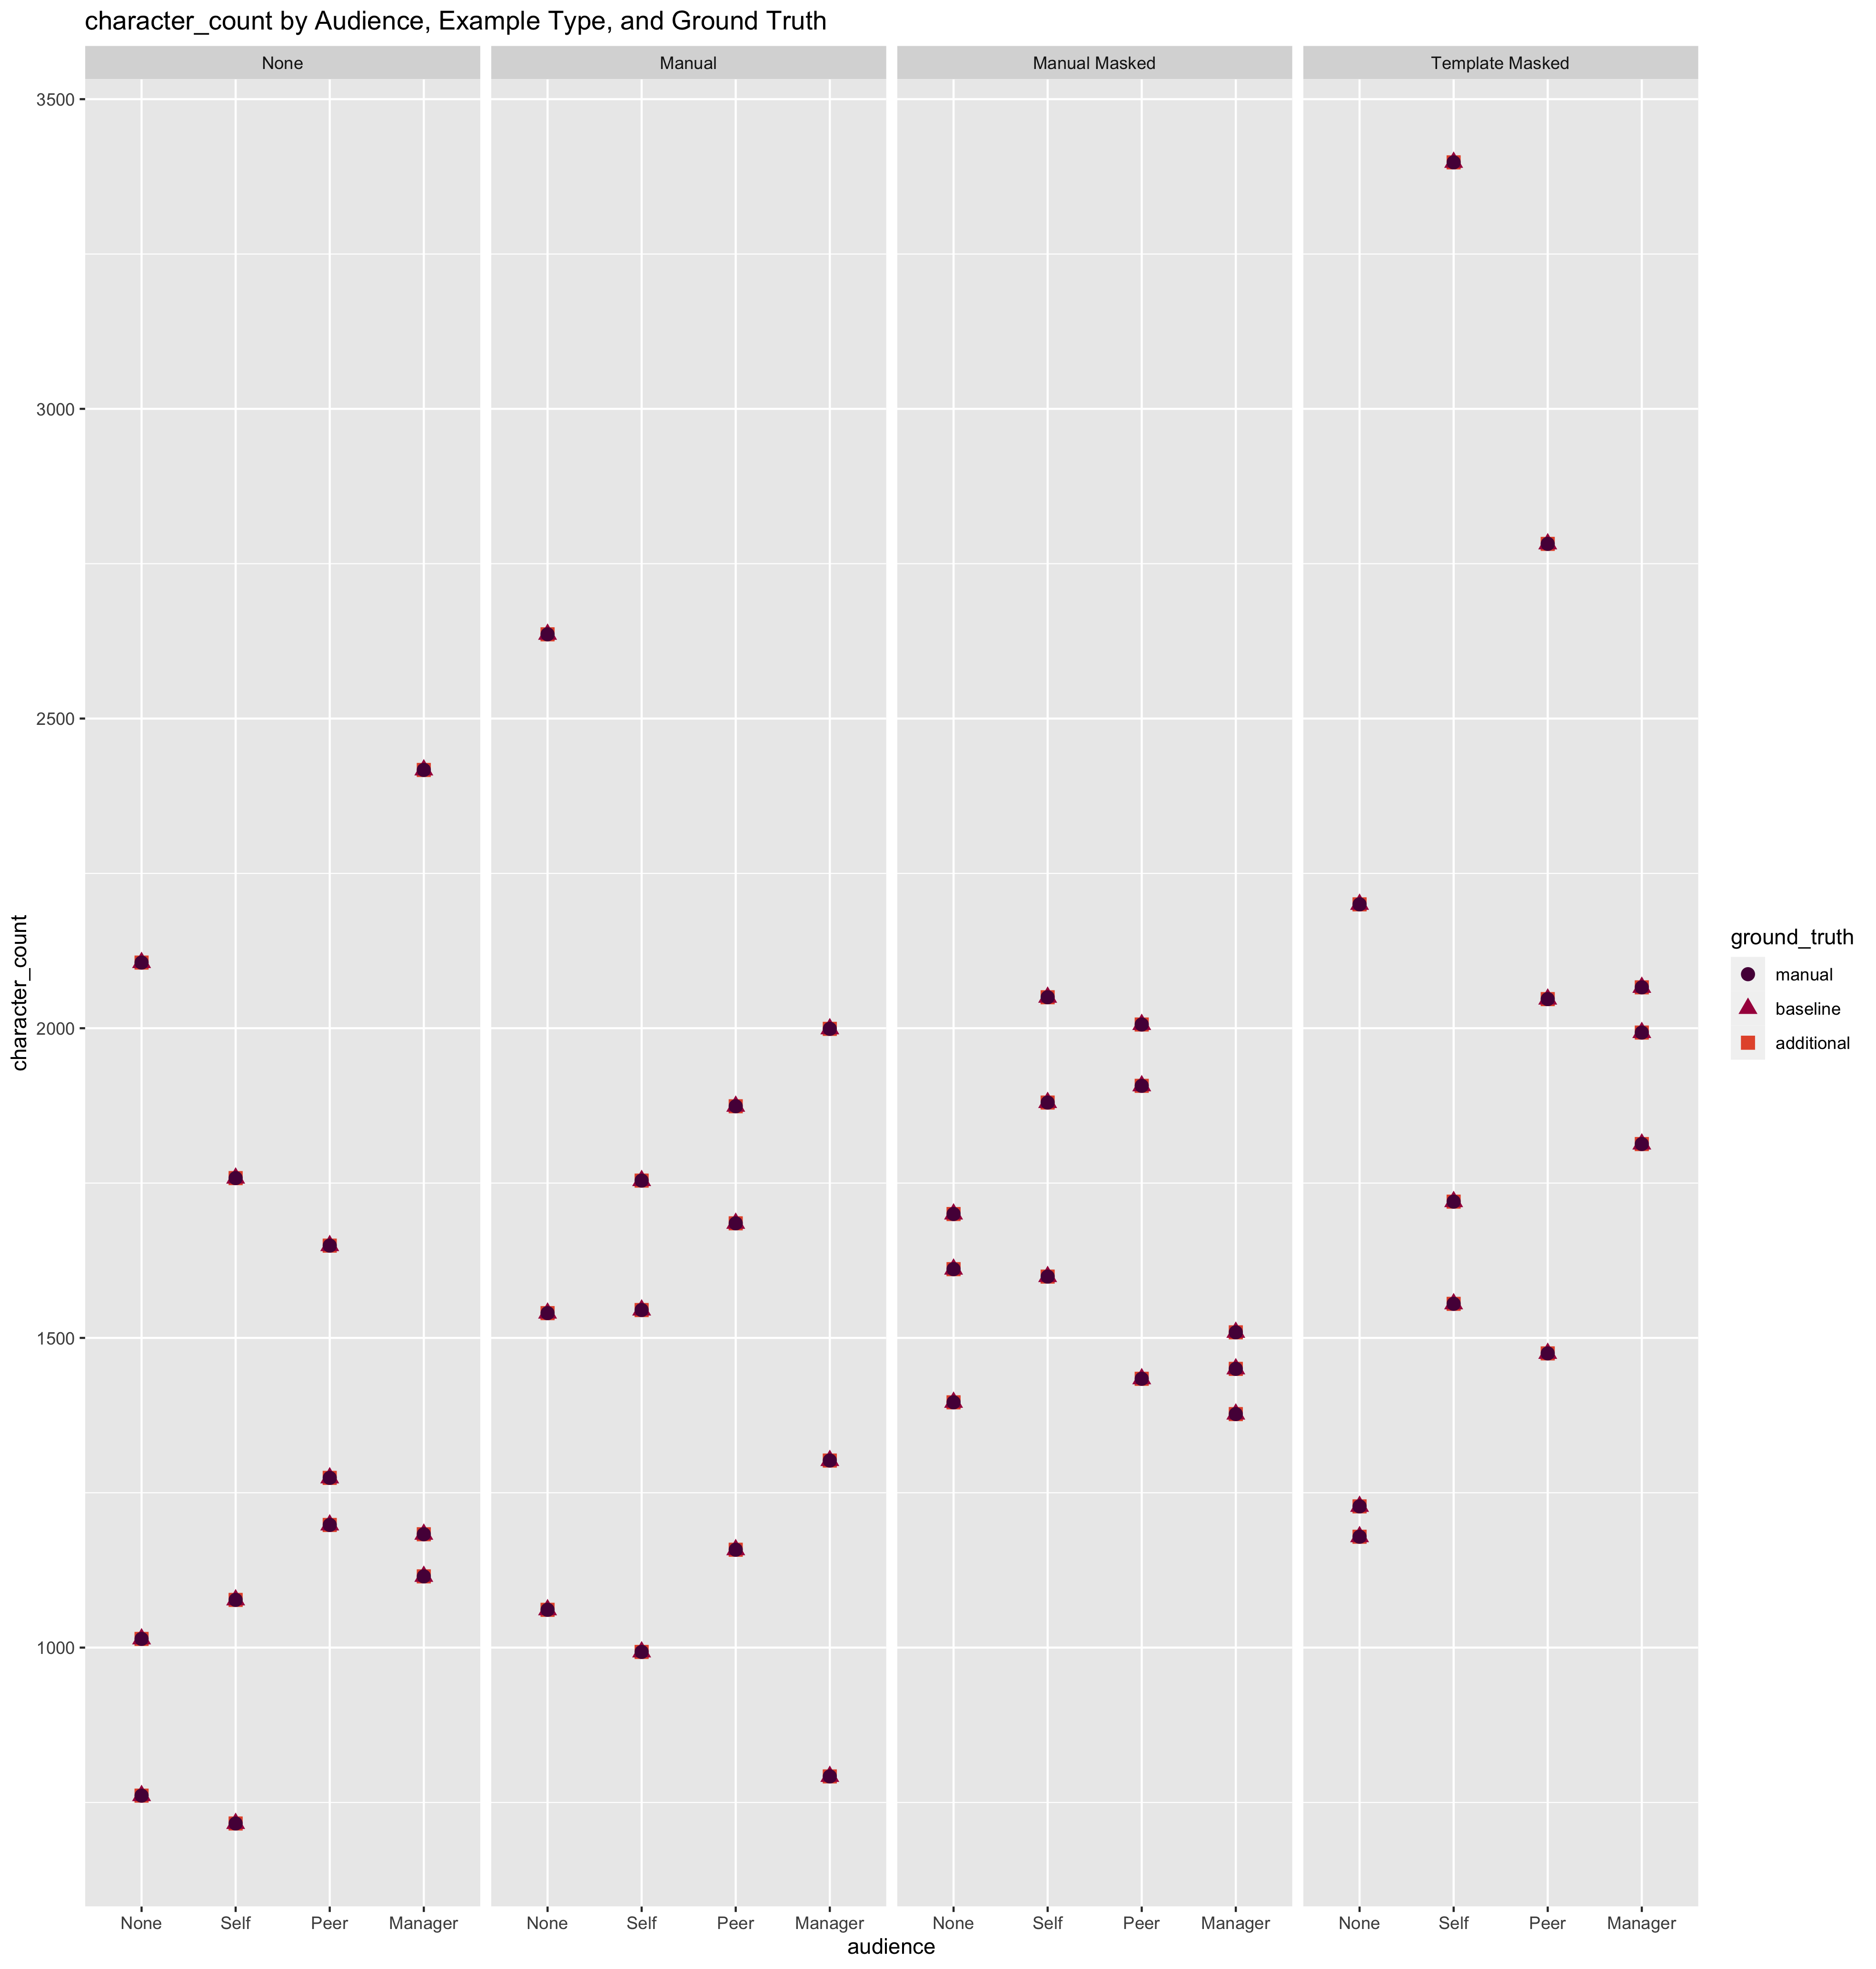 character_count by Audience, Example Type, and Ground Truth
None
Manual
Manual Masked
Template Masked
3500
3000
2500
2000
1500
1000
character_count
None Self Peer Manager
None Self Peer Manager
None Self Peer Manager
None Self Peer Manager
audience
ground_truth
manual
baseline
additional